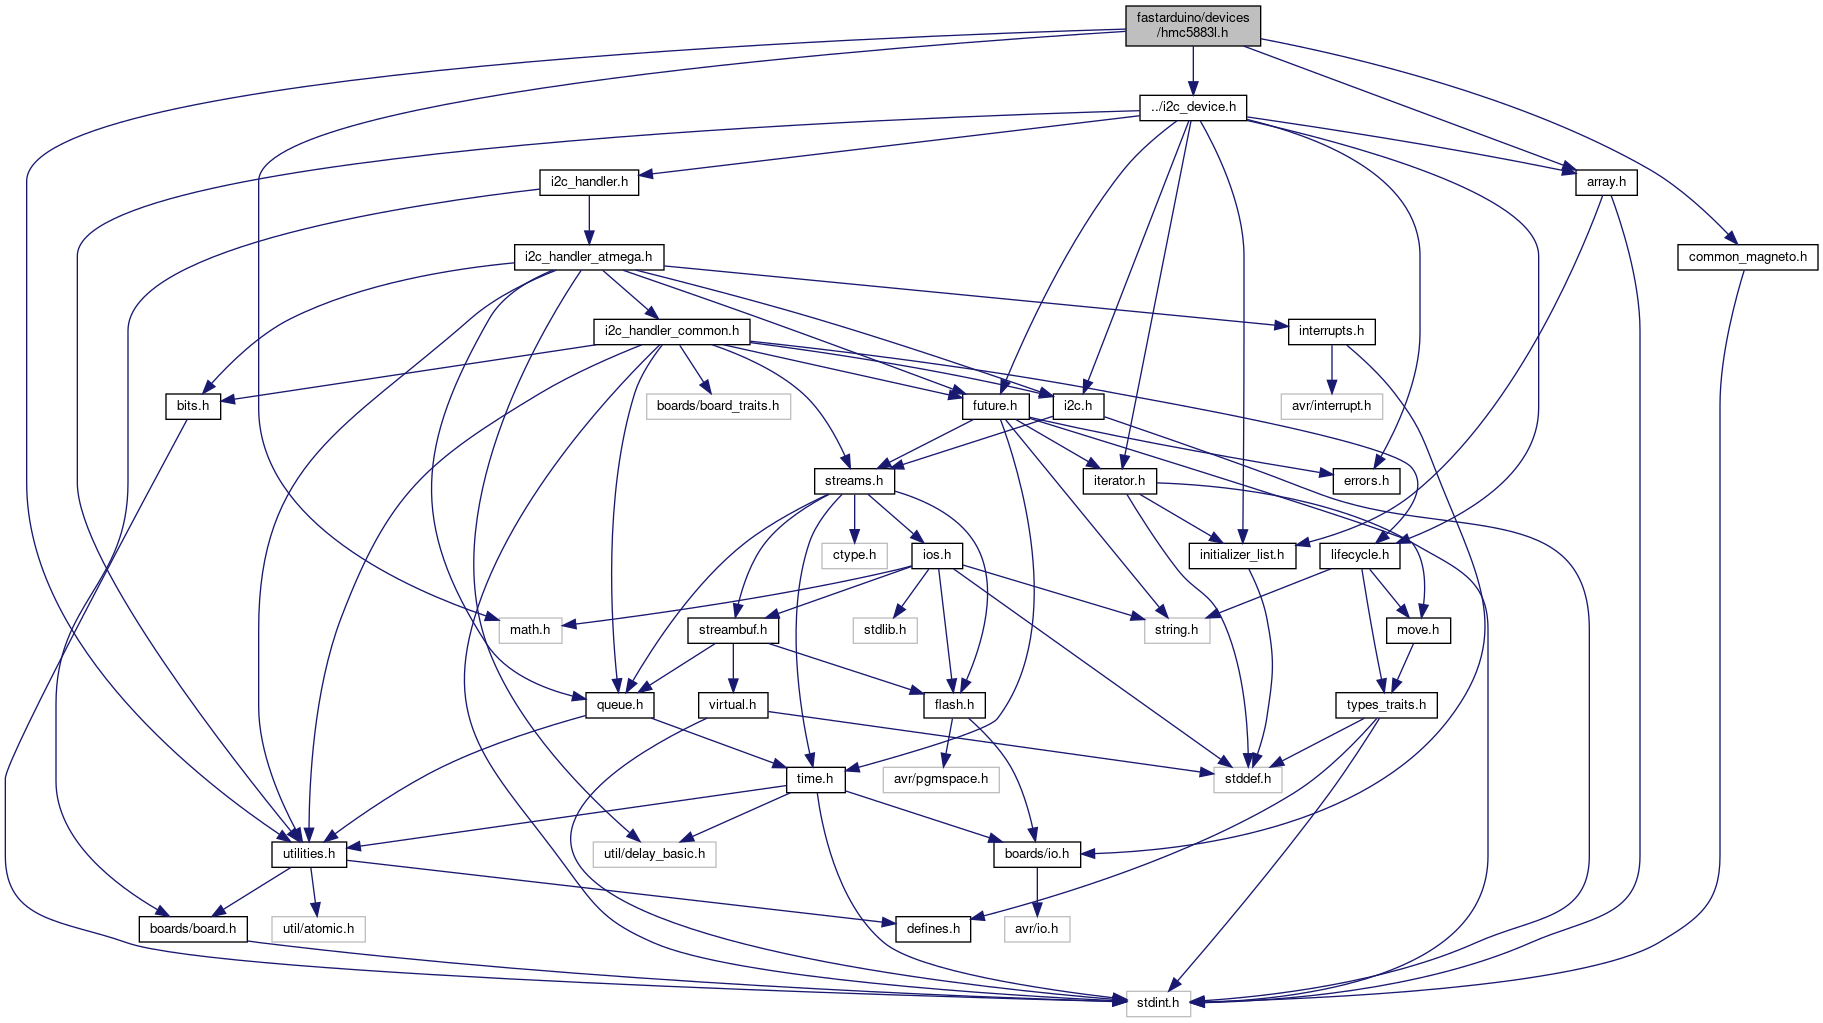 fastarduino/devices
/hmc5883l.h
../i2c_device.h
i2c_handler.h
array.h
i2c_handler_atmega.h
common_magneto.h
i2c_handler_common.h
interrupts.h
bits.h
boards/board_traits.h
future.h
i2c.h
avr/interrupt.h
streams.h
iterator.h
errors.h
ctype.h
ios.h
initializer_list.h
lifecycle.h
math.h
streambuf.h
stdlib.h
string.h
move.h
queue.h
virtual.h
flash.h
types_traits.h
time.h
avr/pgmspace.h
stddef.h
utilities.h
util/delay_basic.h
boards/io.h
boards/board.h
util/atomic.h
defines.h
avr/io.h
stdint.h